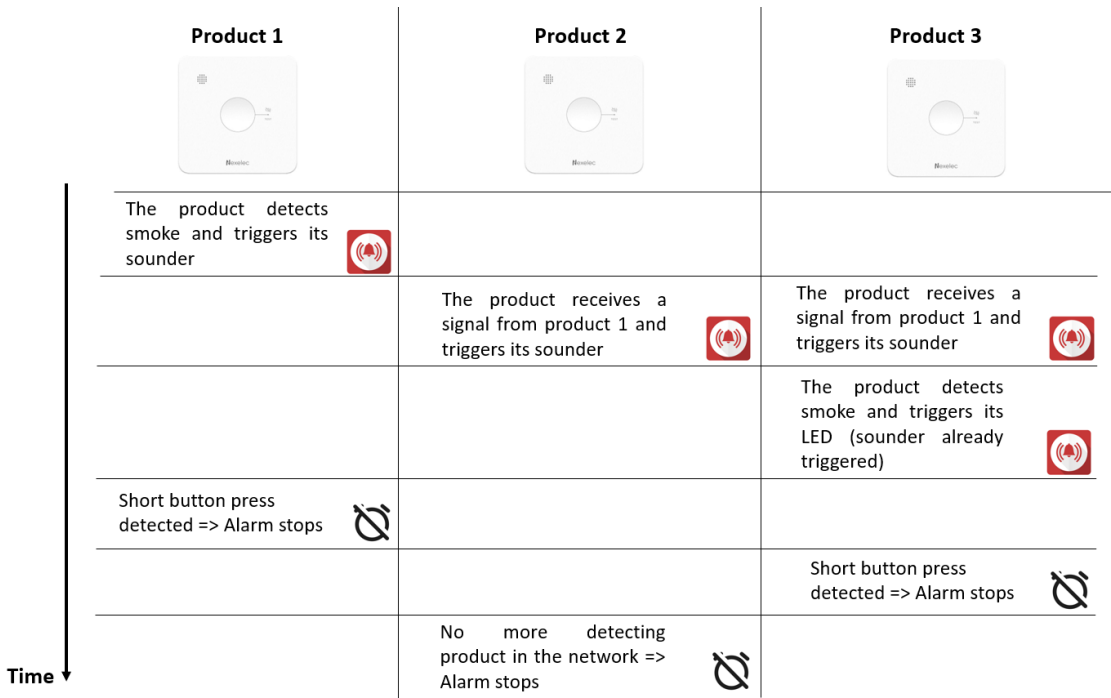 Product 1
Product 2
Product 3
Nexelec
Nexelec
Nexelec
The product detects
smoke and triggers its
sounder
The product receives a
signal from product 1 and
triggers its sounder
The product receives a
signal from product 1 and
triggers its sounder
The product detects
smoke and triggers its
LED (sounder already
triggered)
Short button press
detected => Alarm stops
Short button press
detected => Alarm stops
No more detecting
product in the network =>
Alarm stops
Time